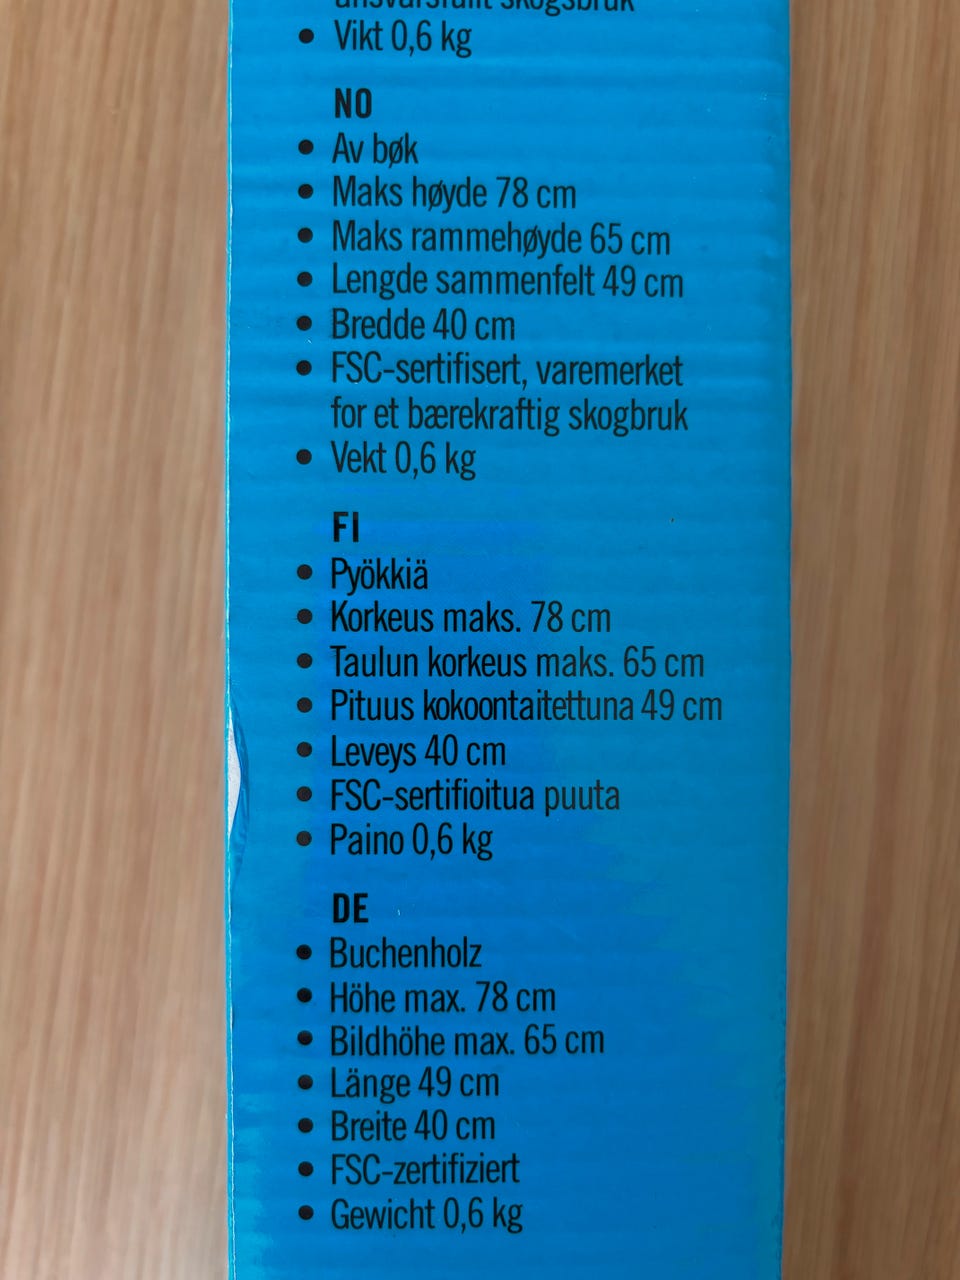 ansvarsfullt skogsbruk
• Vikt 0,6 kg
NO
• Av bøk
• Maks høyde 78 cm
• Maks rammehøyde 65 cm
• Lengde sammenfelt 49 cm
• Bredde 40 cm
• FSC-sertifisert, varemerket
for et bærekraftig skogbruk
• Vekt 0,6 kg
FI
• Pyökkiä
• Korkeus maks. 78 cm
• Taulun korkeus maks. 65 cm
• Pituus kokoontaitettuna 49 cm
• Leveys 40 cm
• FSC-sertifioitua puuta
• Paino 0,6 kg
DE
• Buchenholz
• Höhe max. 78 cm
• Bildhöhe max. 65 cm
• Länge 49 cm
• Breite 40 cm
• FSC-zertifiziert
• Gewicht 0,6 kg